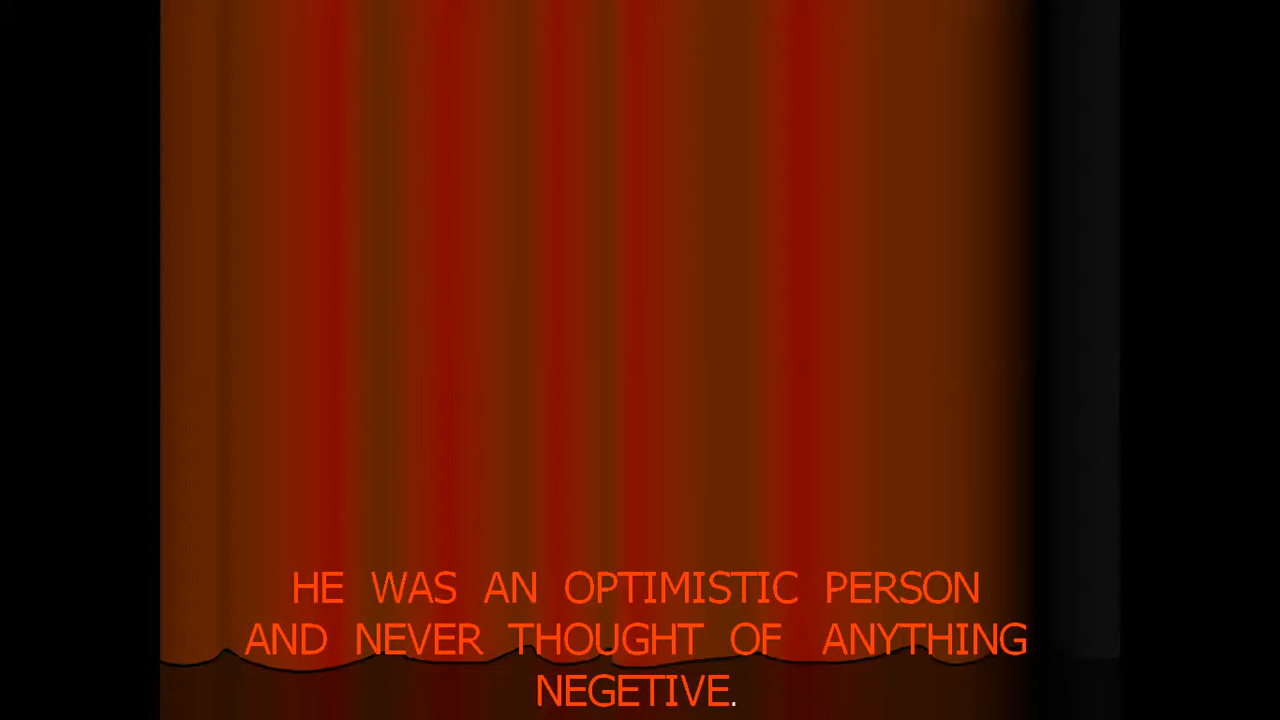 HE WAS AN OPTIMISTIC PERSON
AND NEVER THOUGHT OF ANYTHING
NEGETIVE.